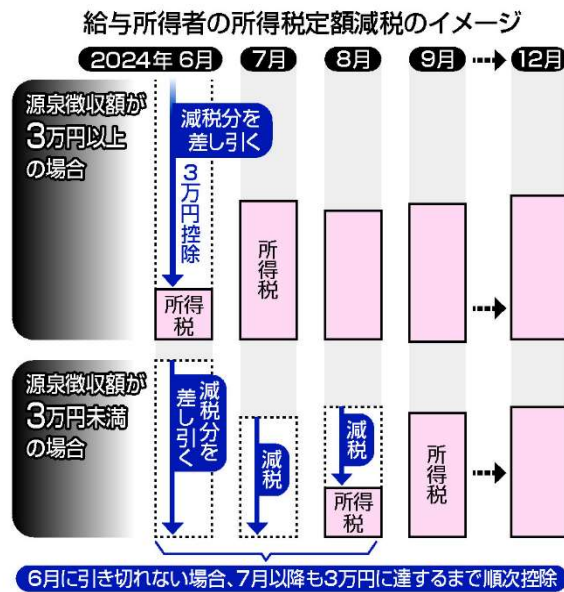 給与所得者の所得税定額減税のイメージ
2024年 6月 7月 8月 9月 12月
源泉徴収額が
3万円以上
の場合
減税分を
差し引く
3万円控除
所得
税
所得税
源泉徴収額が
3万円未満
の場合
減税分を
差し引く
減税
減税
所得
税
所得税
6月に引き切れない場合、7月以降も3万円に達するまで順次控除